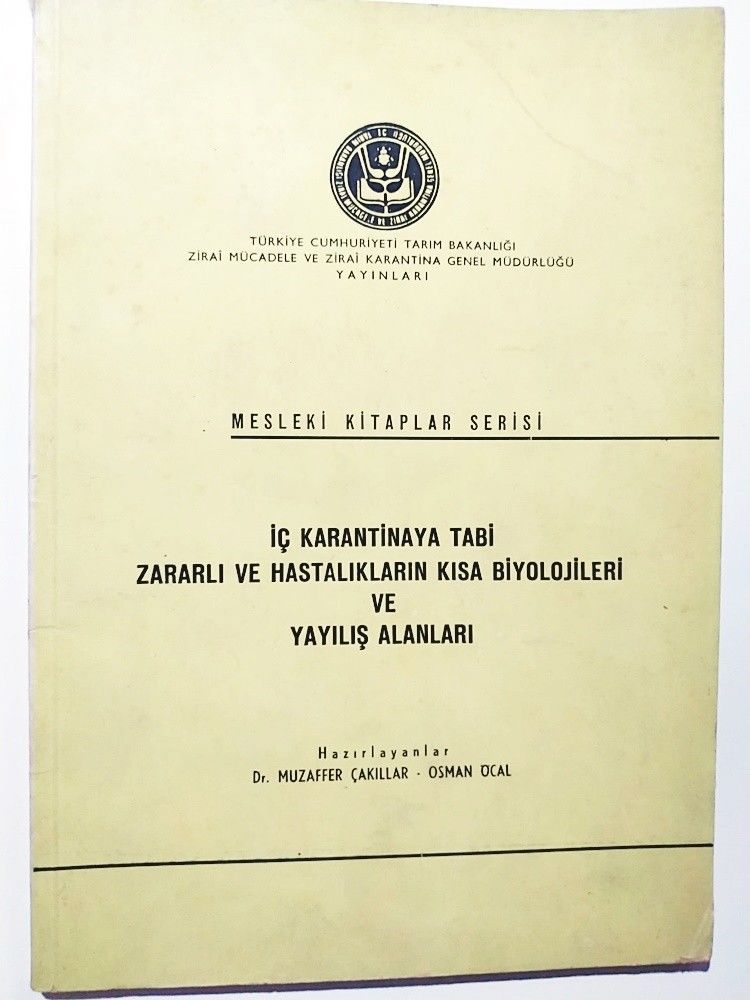 TÜRKİYE CUMHURİYETİ TARIM BAKANLIĞI
ZİRAİ MÜCADELE VE ZİRAİ KARANTİNA GENEL MÜDÜRLÜĞÜ
YAYINLARI
MESLEKİ KİTAPLAR SERİSİ
İÇ KARANTİNAYA TABİ
ZARARLI VE HASTALIKLARIN KISA BİYOLOJİLERİ
VE
YAYILIŞ ALANLARI
Hazırlayanlar
Dr. MUZAFFER ÇAKILLAR - OSMAN ÖCAL